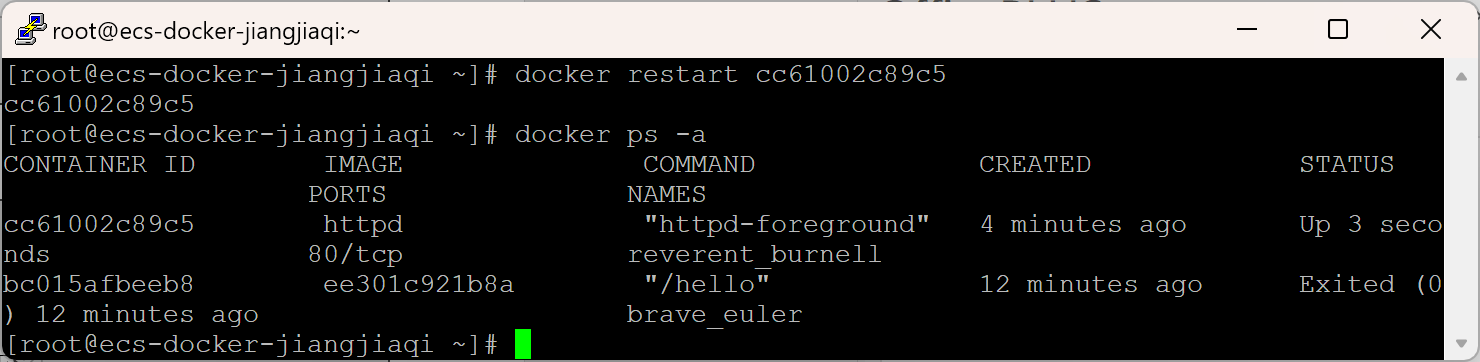 root@ecs-docker-jiangjiaqi:~
[root@ecs-docker-jiangjiaqi ~]# docker restart cc61002c89c5
cc61002c89c5
[root@ecs-docker-jiangjiaqi ~]# docker ps -a
CONTAINER ID        IMAGE               COMMAND              CREATED             STATUS
                   PORTS               NAMES
cc61002c89c5        httpd               "httpd-foreground"   4 minutes ago       Up 3 seco
nds                80/tcp              reverent_burnell
bc015afbeeb8        ee301c921b8a        "/hello"             12 minutes ago      Exited (0
) 12 minutes ago                       brave_euler
[root@ecs-docker-jiangjiaqi ~]#